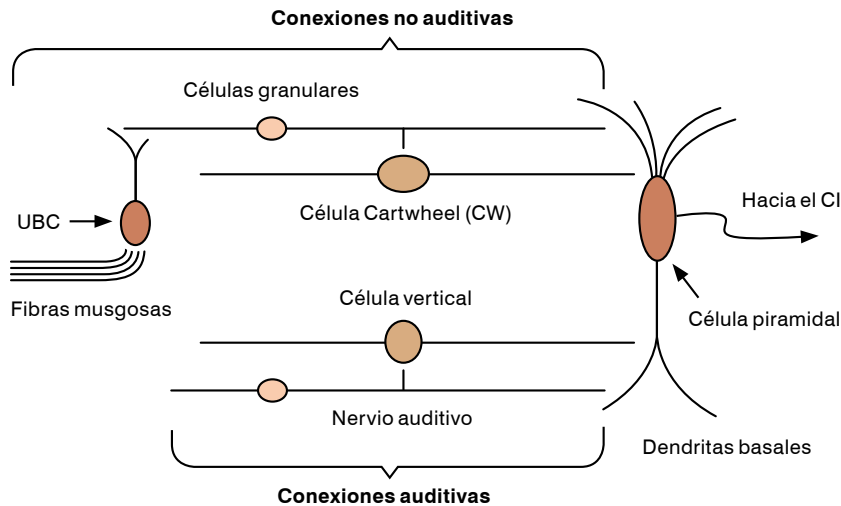 Conexiones no auditivas
Células granulares
Hacia el CI
Célula Cartwheel (CW)
UBC
Célula vertical
Fibras musgosas
Célula piramidal
Nervio auditivo
Dendritas basales
Conexiones auditivas